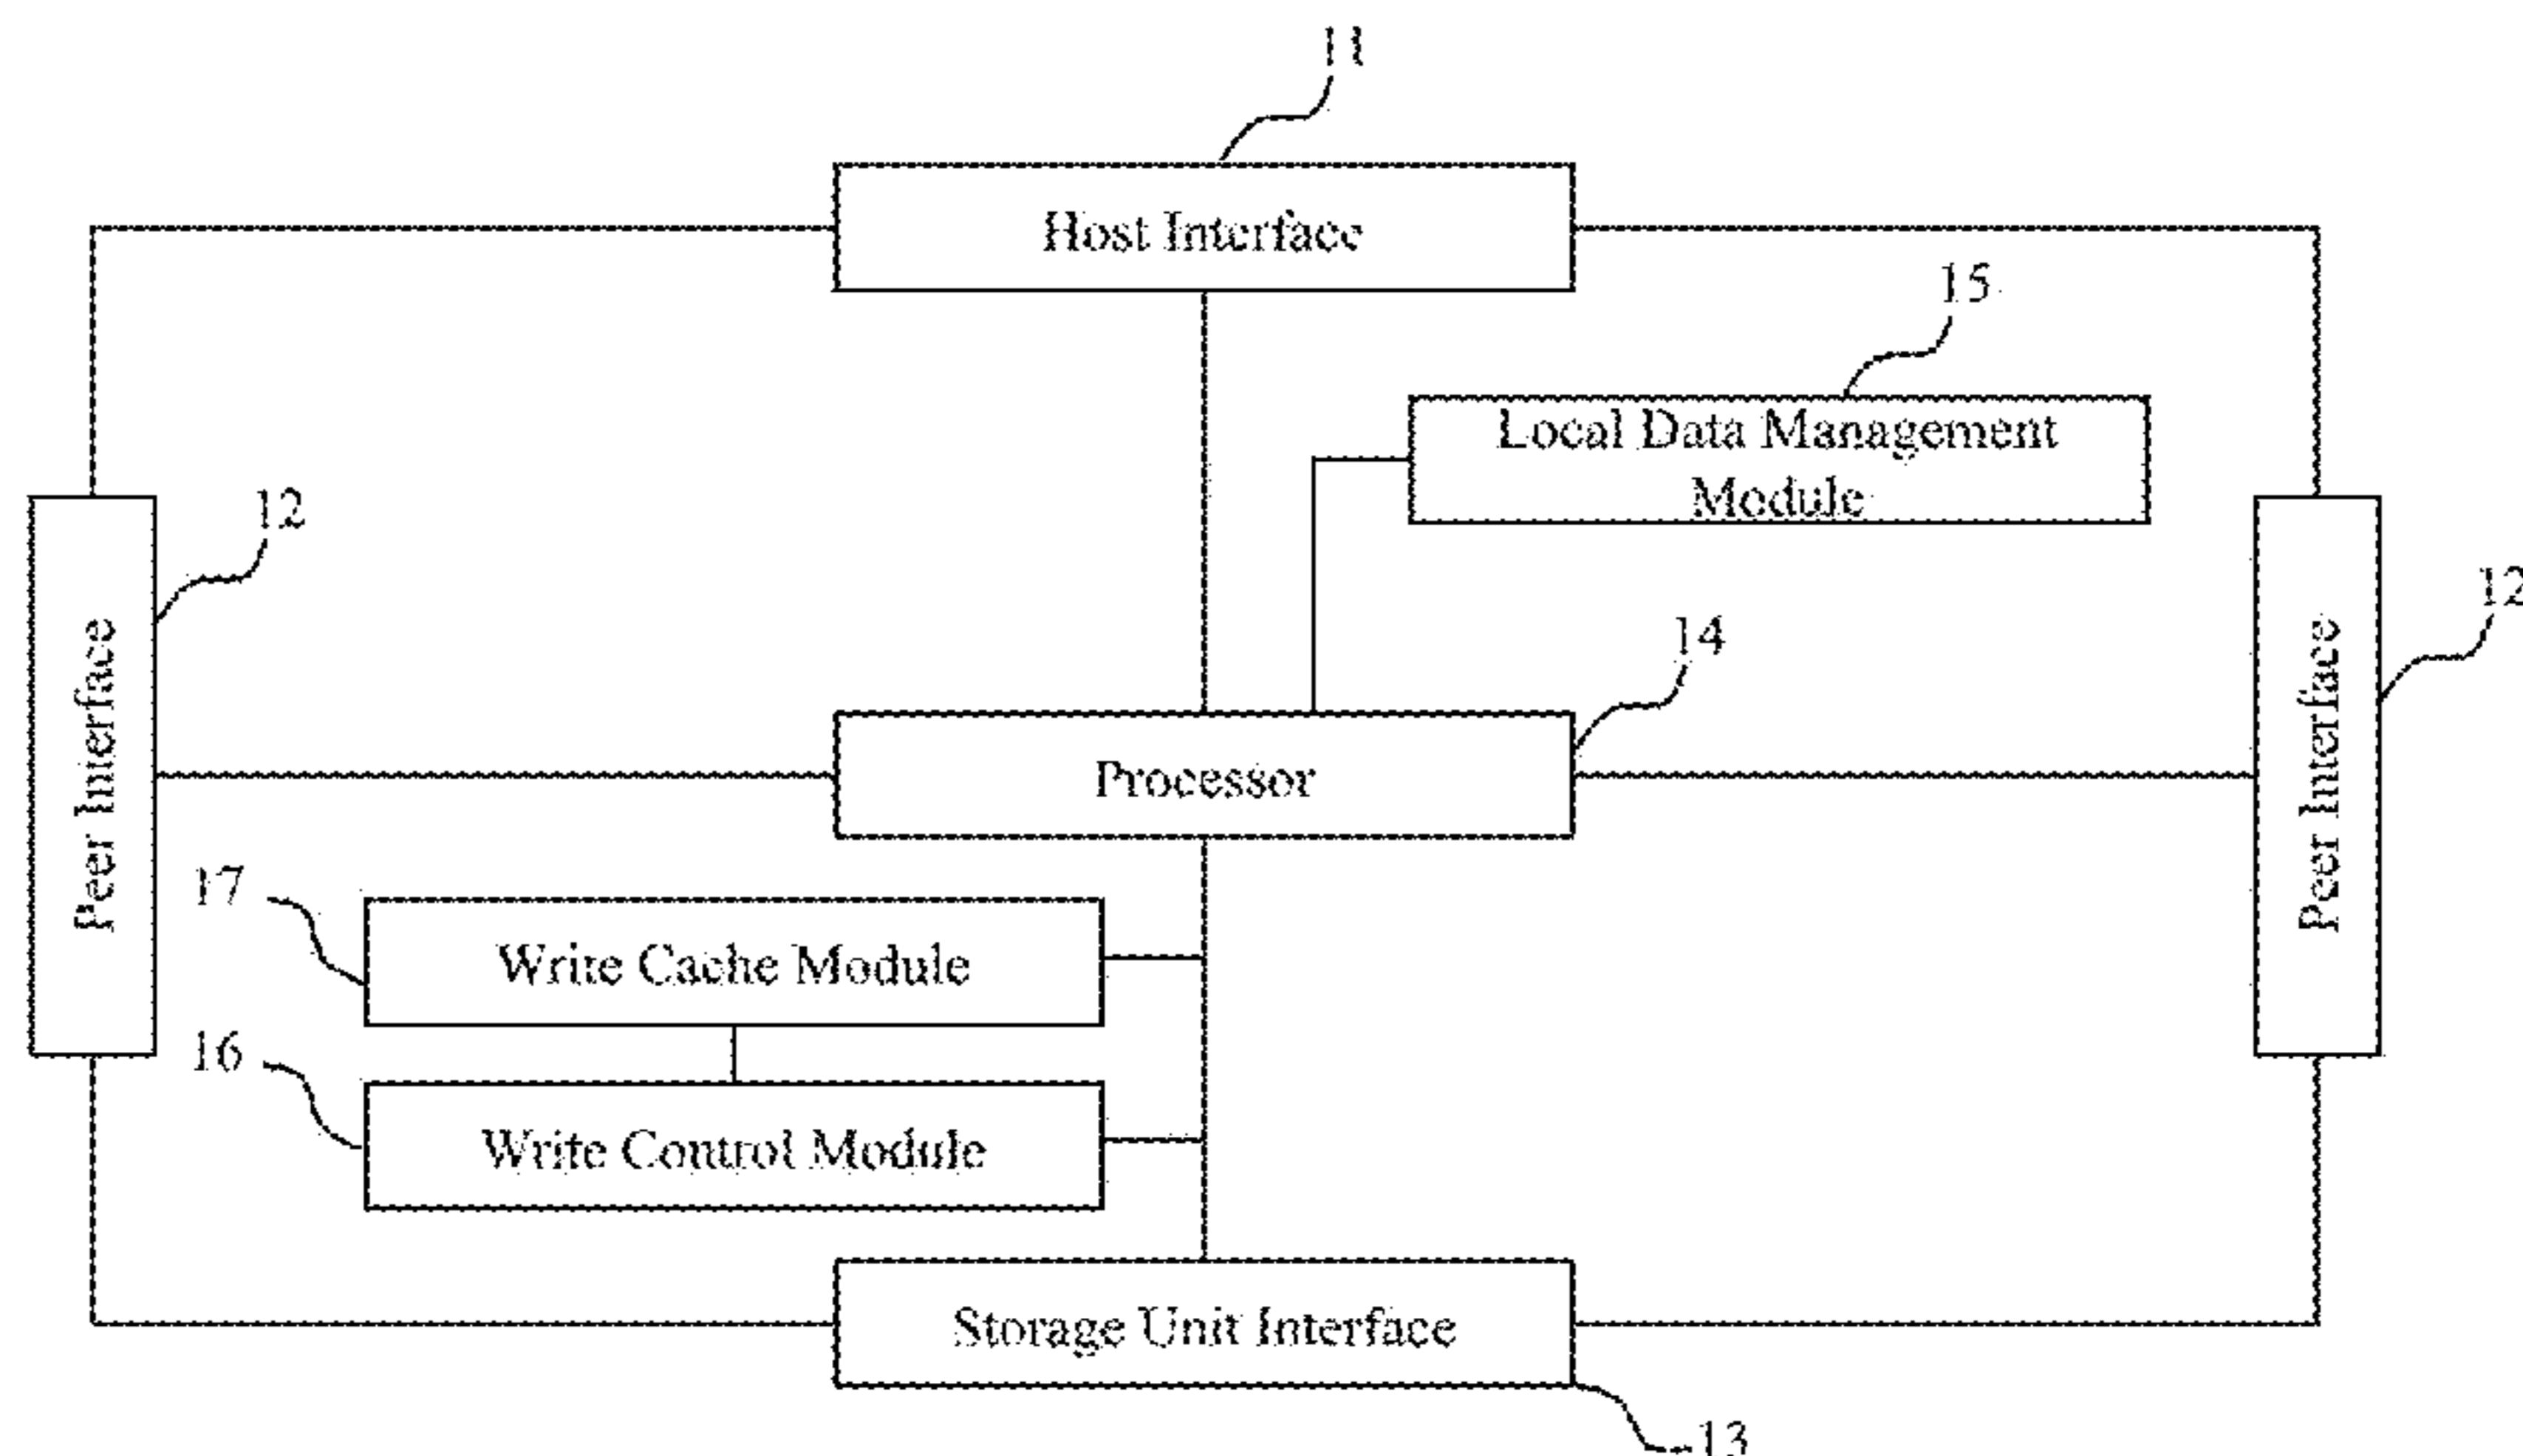 11
Host Interface
15
Local Data Management
Module
12
Peer Interface
12
Peer Interface
14
Processor
17
Write Cache Module
16
Write Control Module
Storage Unit Interface
13